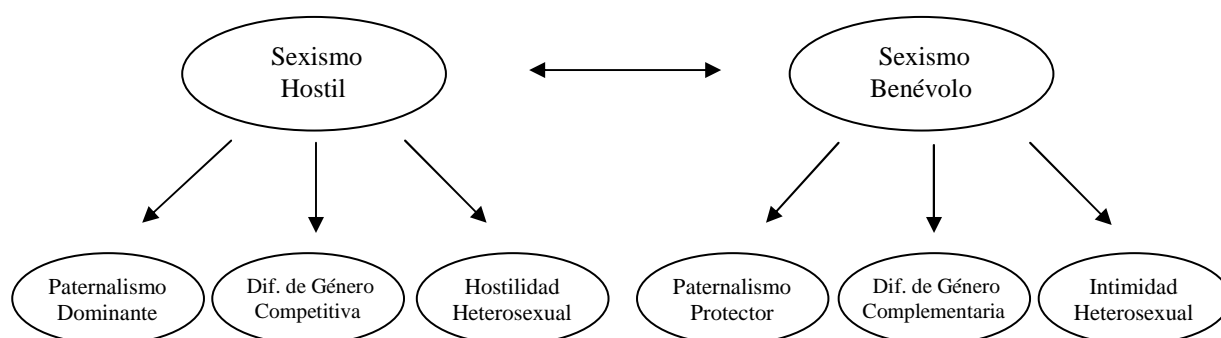 Sexismo
Hostil
Sexismo
Benévolo
Paternalismo
Dominante
Dif. de Género
Competitiva
Hostilidad
Heterosexual
Paternalismo
Protector
Dif. de Género
Complementaria
Intimidad
Heterosexual